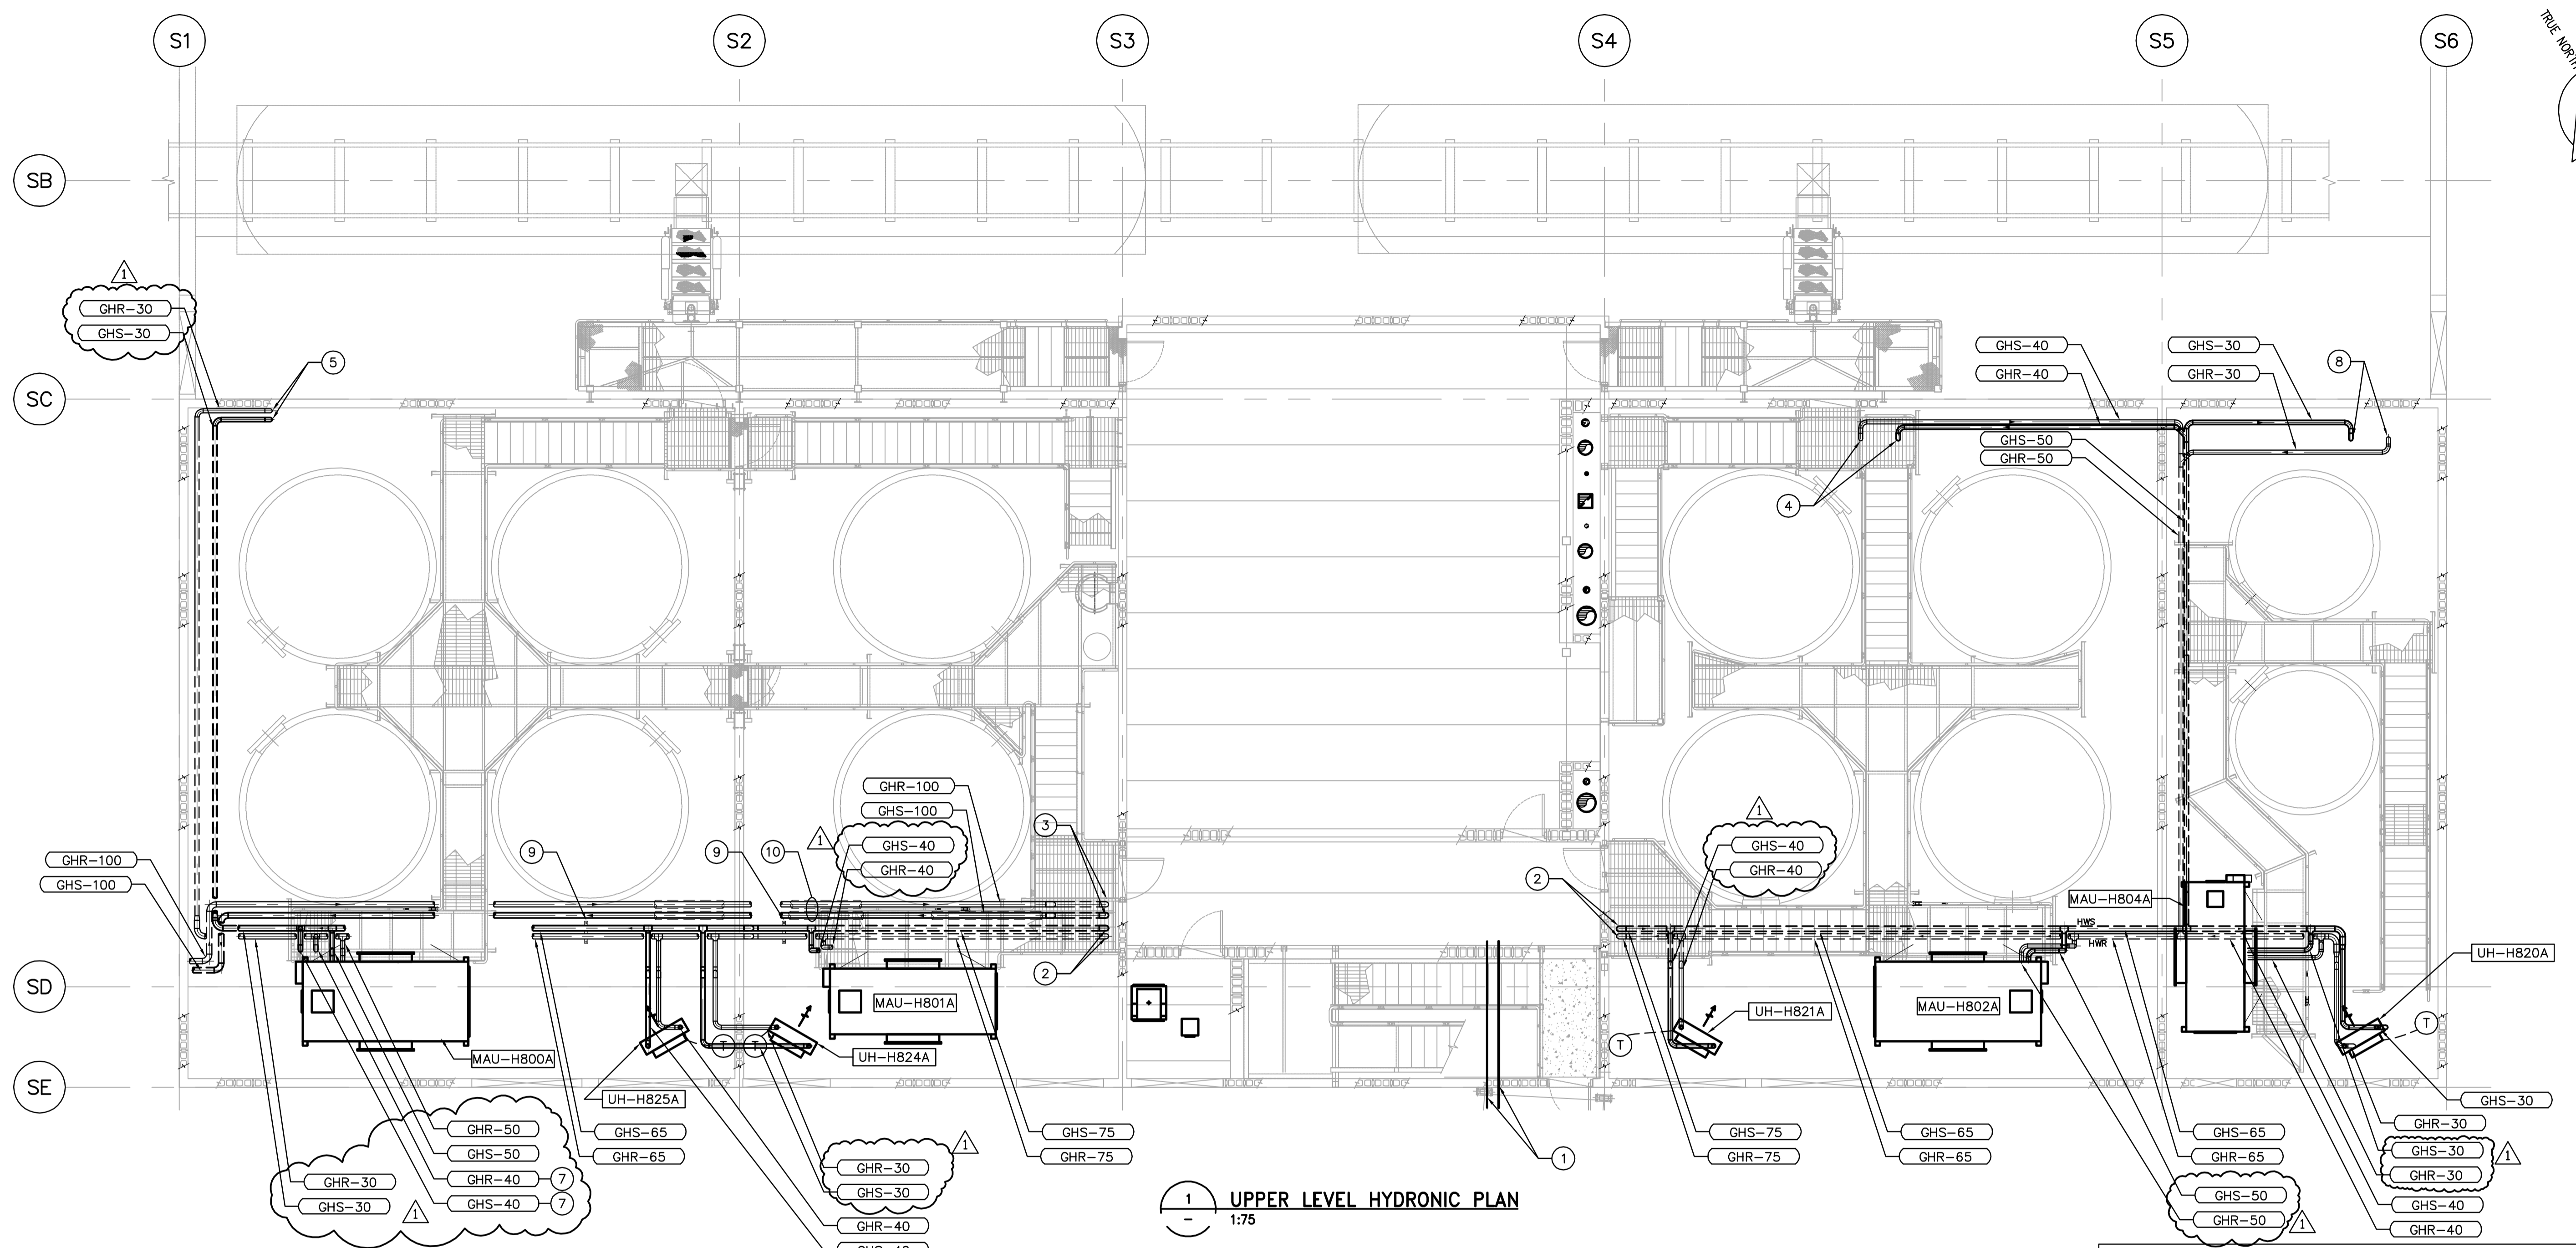 S1
S2
S3
S4
S5
S6
TRUE NORTH
SB
SC
SD
SE
1
GHR-30
GHS-30
5
GHS-40
GHR-40
GHS-30
GHR-30
8
GHS-50
GHR-50
4
GHR-100
GHS-100
3
1
GHS-40
GHR-40
9
9
10
GHR-100
GHS-100
1
GHS-40
GHR-40
2
MAU-H804A
HWS
HWR
UH-H820A
T
2
MAU-H801A
MAU-H802A
UH-H821A
T
T
T
UH-H824A
MAU-H800A
UH-H825A
GHS-65
GHR-65
GHR-50
GHS-50
GHR-40
7
GHS-40
7
GHR-30
GHS-30
1
GHR-30
GHS-30
1
GHR-40
GHS-75
GHR-75
1
GHS-75
GHR-75
GHS-65
GHR-65
GHS-65
GHR-65
GHS-30
GHR-30
GHS-30
GHR-30
1
GHS-40
GHR-40
GHS-50
GHR-50
1
1
-
UPPER LEVEL HYDRONIC PLAN
1:75